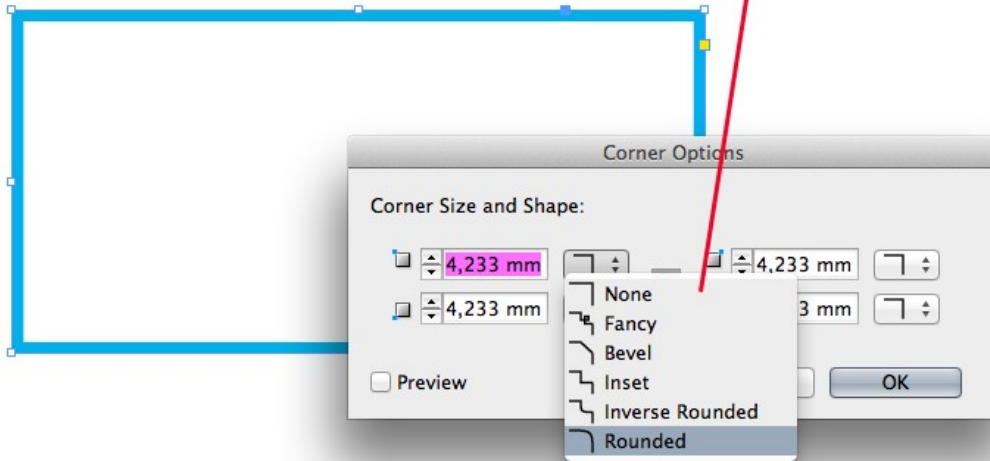 Corner Options
Corner Size and Shape:
4,233 mm 4,233 mm
None
4,233 mm 3 mm
Fancy
Bevel
Preview Inset OK
Inverse Rounded
Rounded